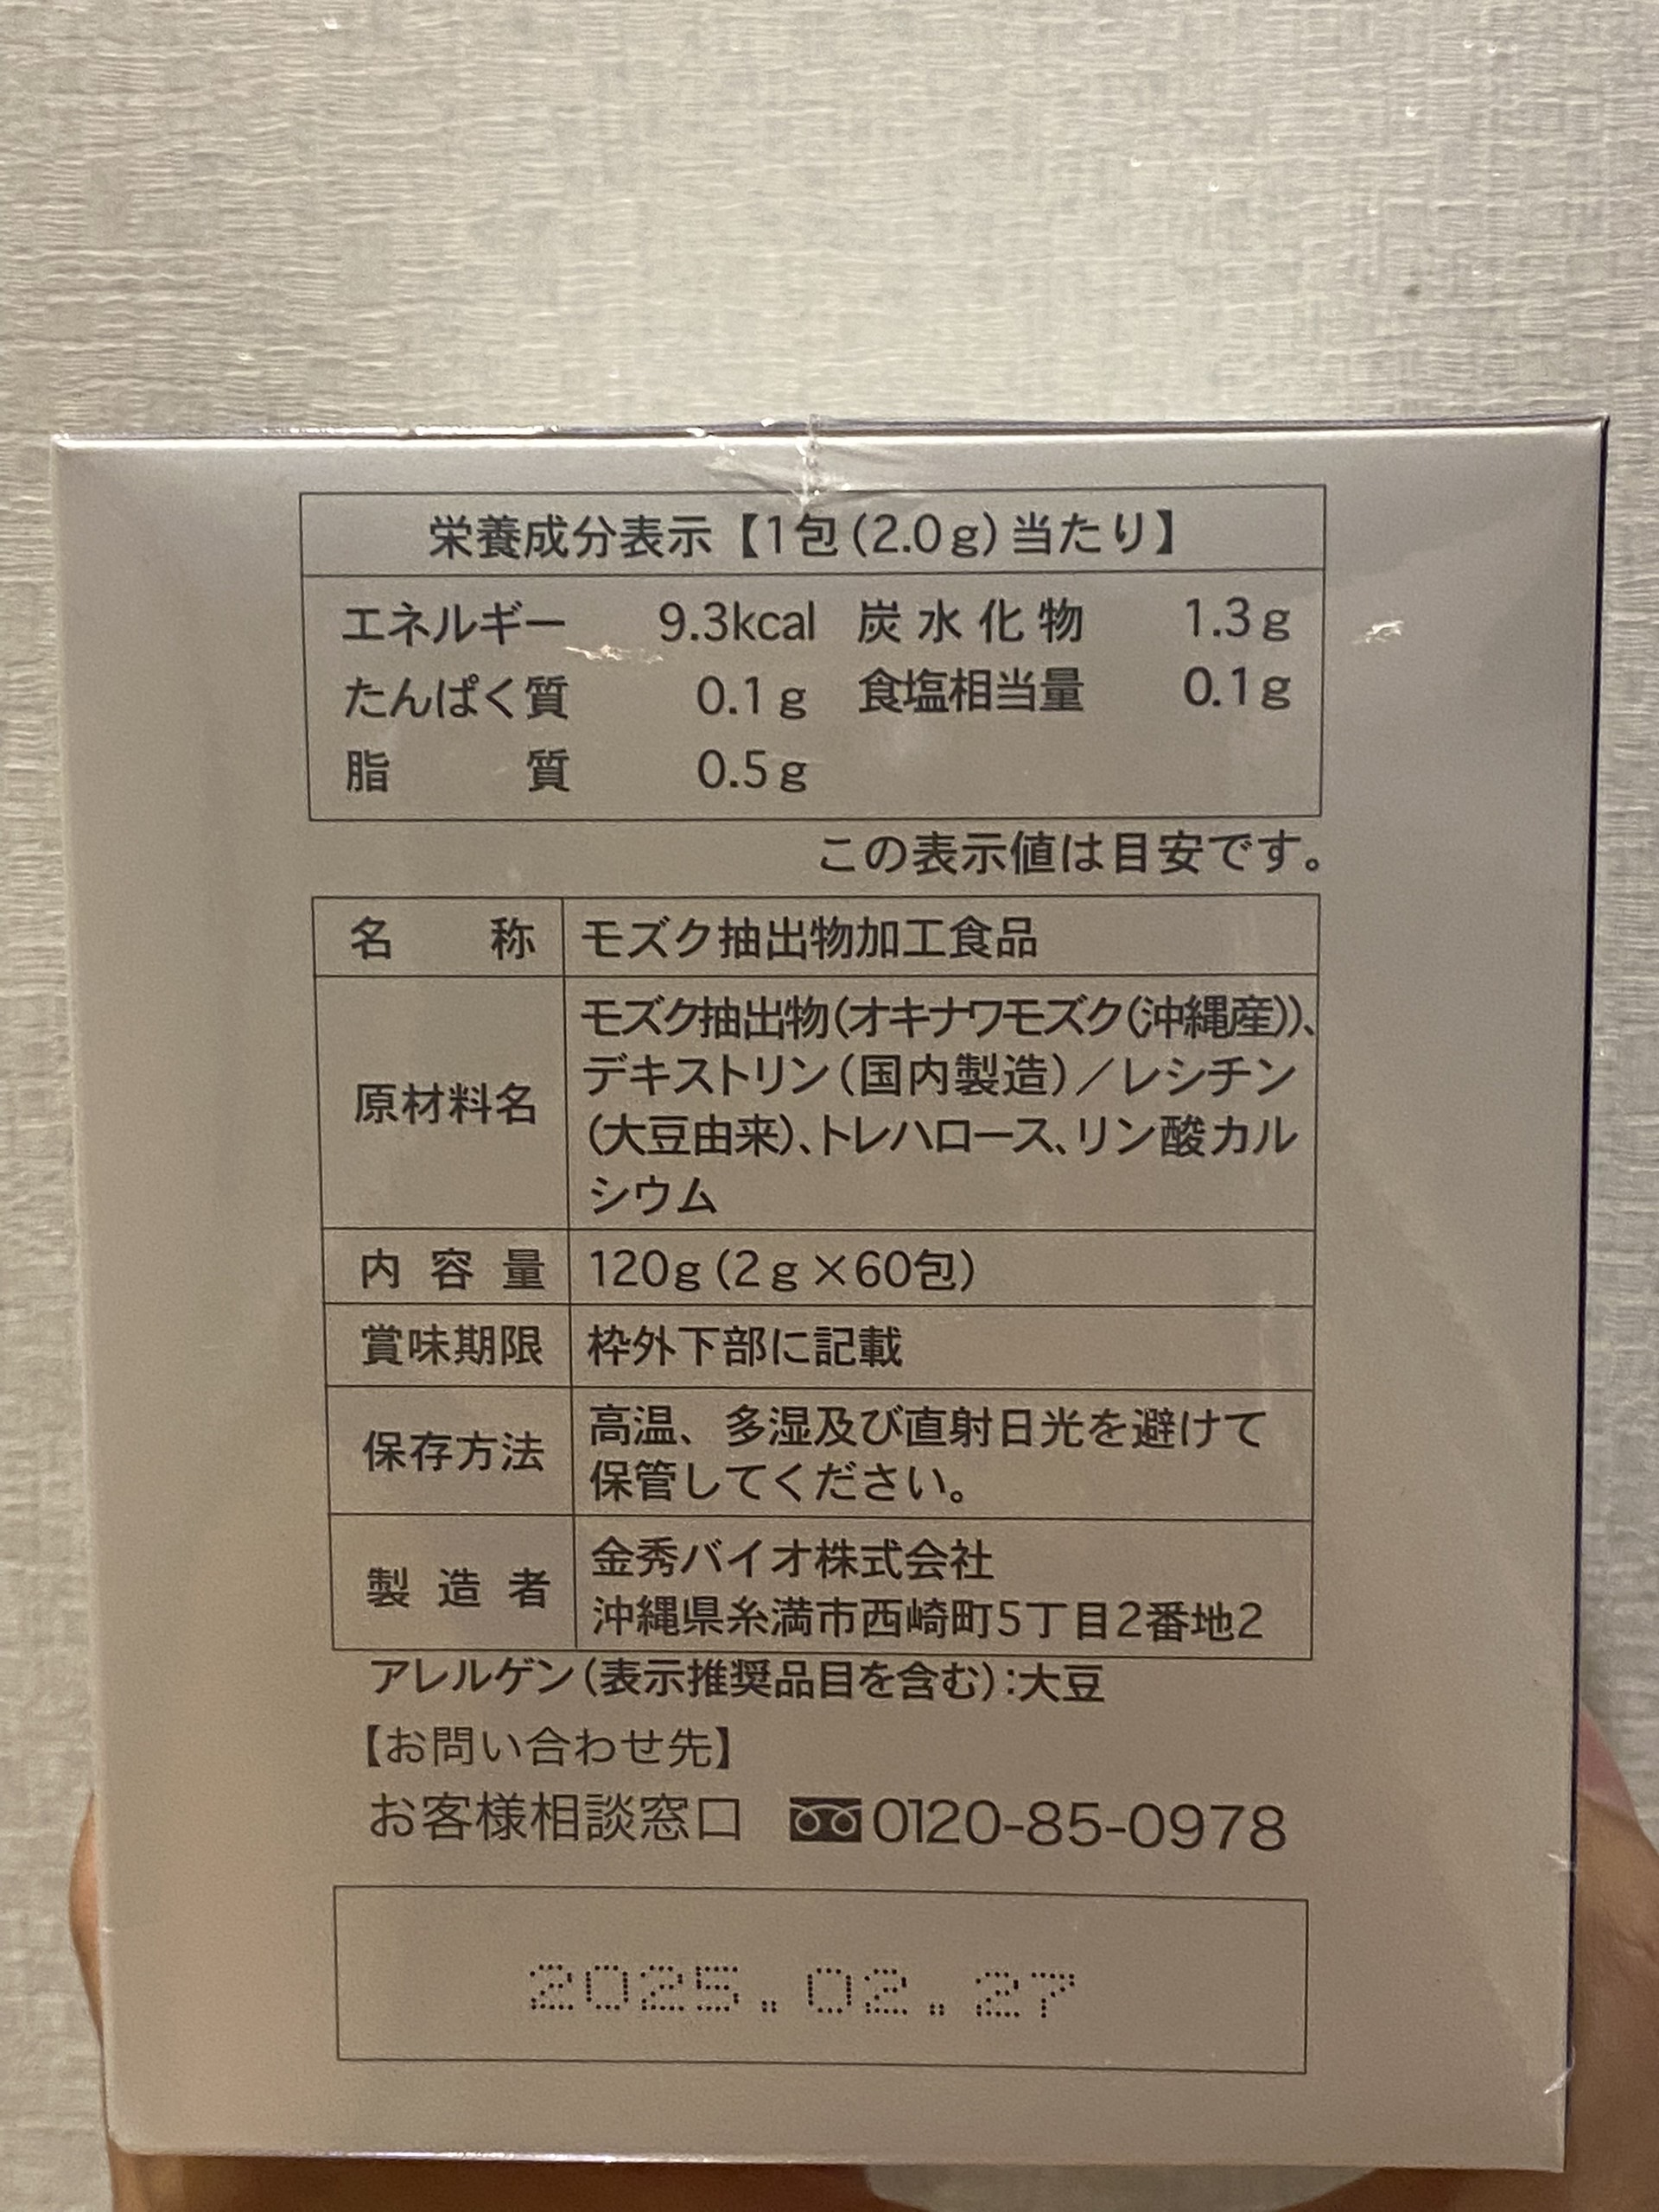 栄養成分表示【1包(2.0g)当たり】
エネルギー 9.3kcal 炭水化物 1.3g
たんぱく質 0.1g 食塩相当量 0.1g
脂質 0.5g
この表示値は目安です。
名称 モズク抽出物加工食品
原材料名 モズク抽出物(オキナワモズク(沖縄産))、
デキストリン(国内製造)／レシチン
(大豆由来)、トレハロース、リン酸カル
シウム
内容量 120g(2g×60包)
賞味期限 枠外下部に記載
保存方法 高温、多湿及び直射日光を避けて
保管してください。
製造者 金秀バイオ株式会社
沖縄県糸満市西崎町5丁目2番地2
アレルゲン(表示推奨品目を含む):大豆
【お問い合わせ先】
お客様相談窓口 0120-85-0978
2025.02.27